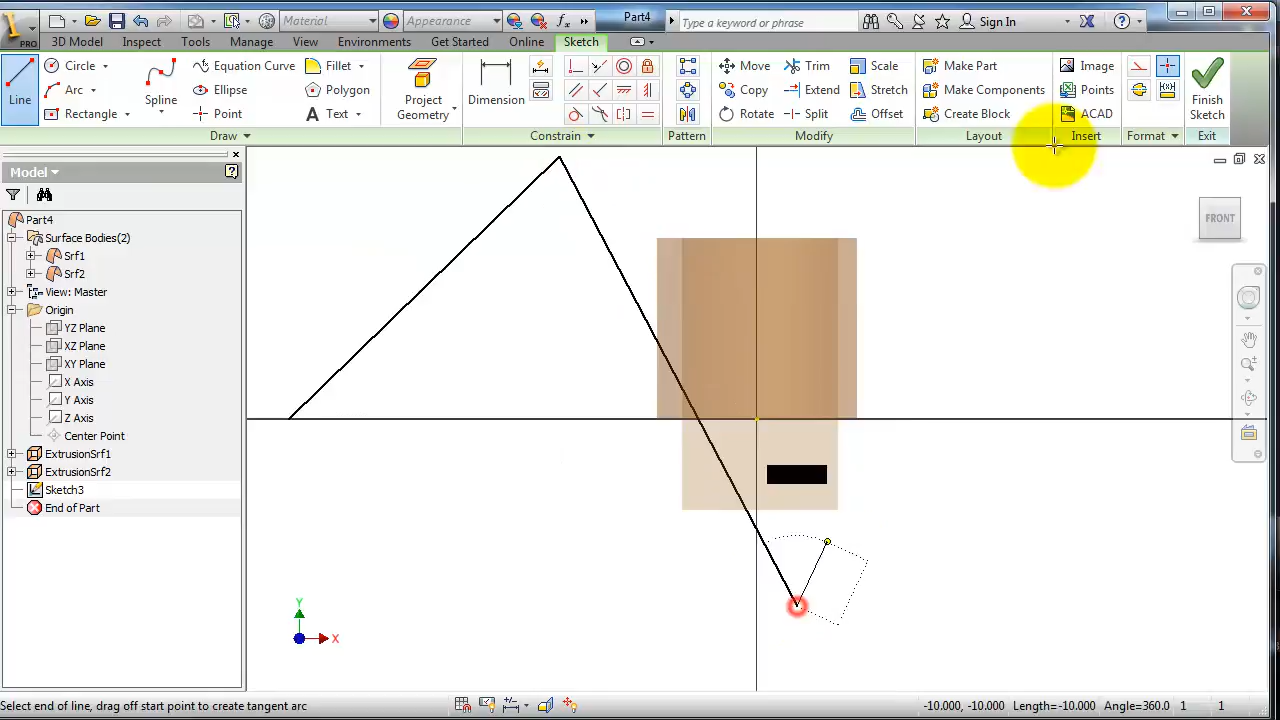 Material
Appearance
Part4
Type a keyword or phrase
Sign In
PRO
3D Model
Inspect
Tools
Manage
View
Environments
Get Started
Online
Sketch
Line
Circle
Arc
Rectangle
Spline
Equation Curve
Ellipse
Point
Fillet
Polygon
Text
Project Geometry
Dimension
Move
Copy
Rotate
Trim
Extend
Split
Scale
Stretch
Offset
Make Part
Make Components
Create Block
Image
Points
ACAD
Finish Sketch
Draw
Constrain
Pattern
Modify
Layout
Insert
Format
Exit
Model
Part4
Surface Bodies(2)
Srf1
Srf2
View: Master
Origin
YZ Plane
XZ Plane
XY Plane
X Axis
Y Axis
Z Axis
Center Point
ExtrusionSrf1
ExtrusionSrf2
Sketch3
End of Part
FRONT
Y
X
Select end of line, drag off start point to create tangent arc
-10.000, -10.000
Length=-10.000
Angle=360.0
1
1